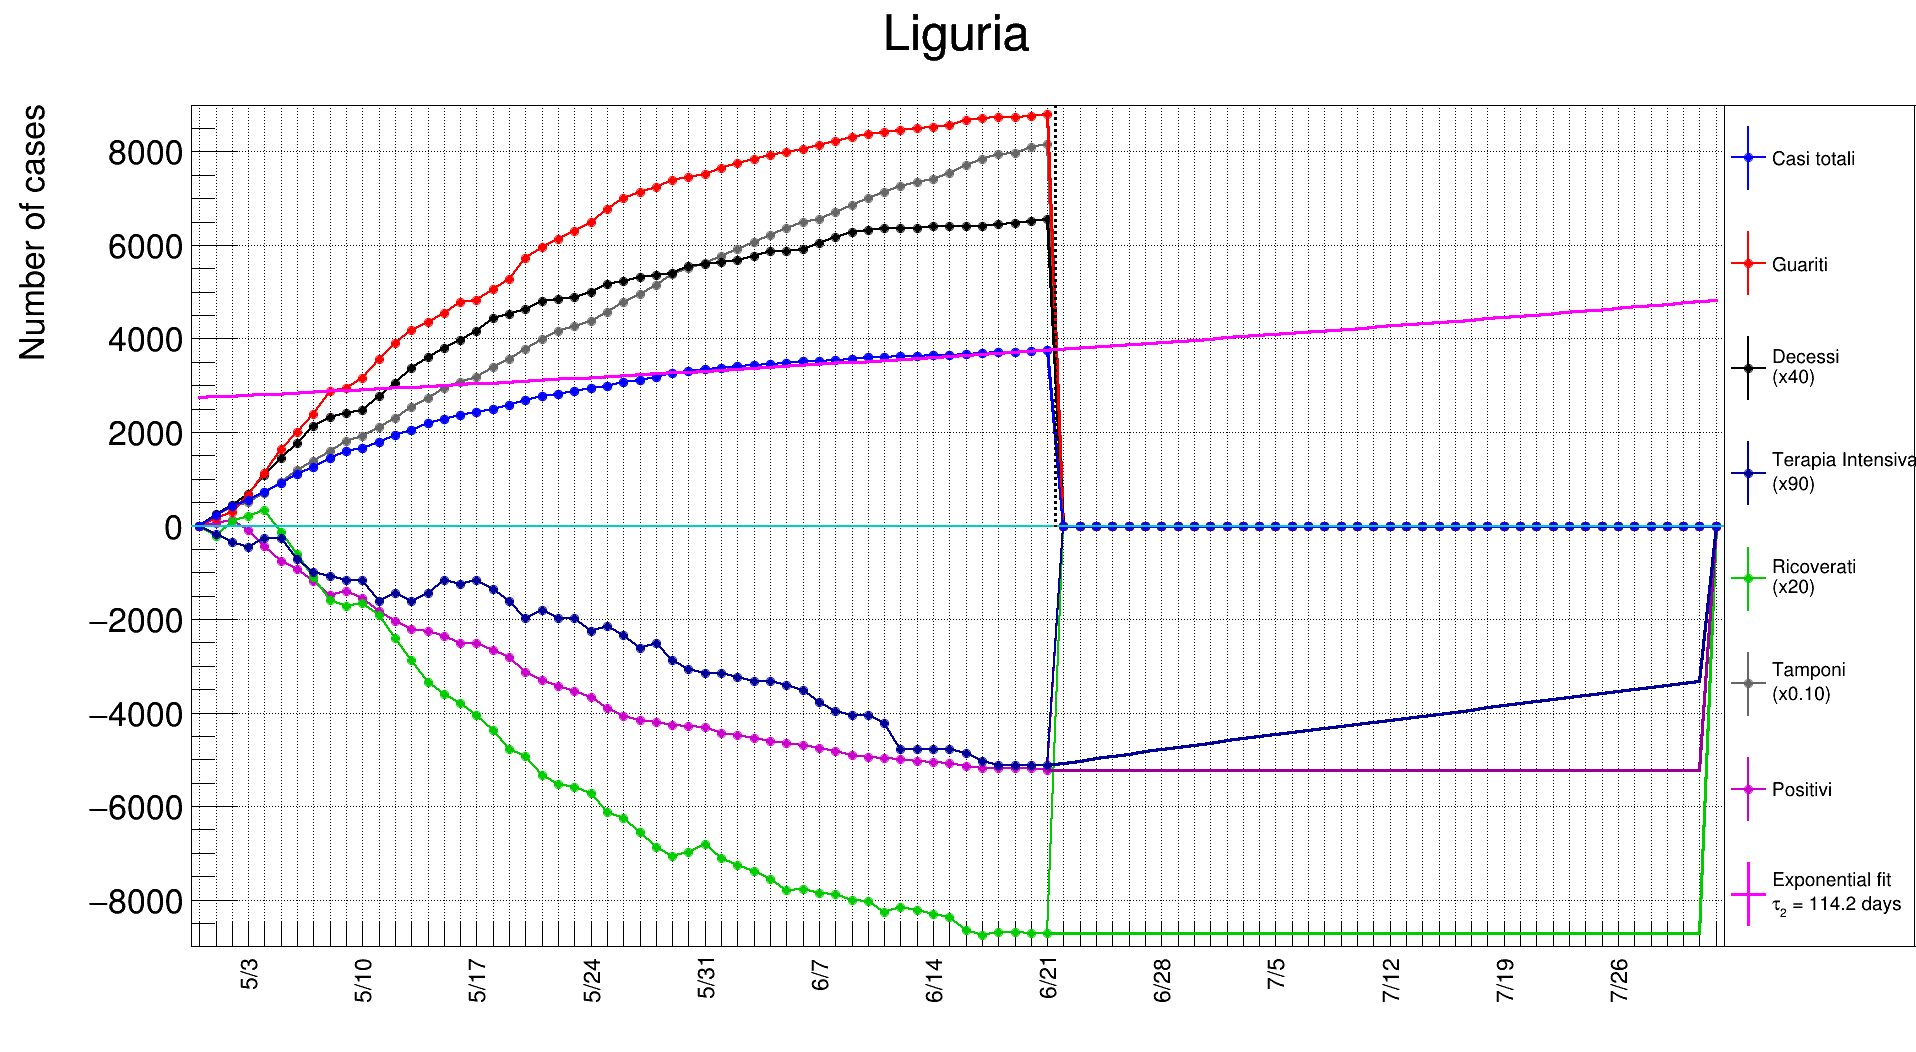 Liguria
Number of cases
8000
6000
4000
2000
0
−2000
−4000
−6000
−8000
5/3
5/10
5/17
5/24
5/31
6/7
6/14
6/21
6/28
7/5
7/12
7/19
7/26
Casi totali
Guariti
Decessi
(x40)
Terapia Intensiva
(x90)
Ricoverati
(x20)
Tamponi
(x0.10)
Positivi
Exponential fit
τ2 = 114.2 days